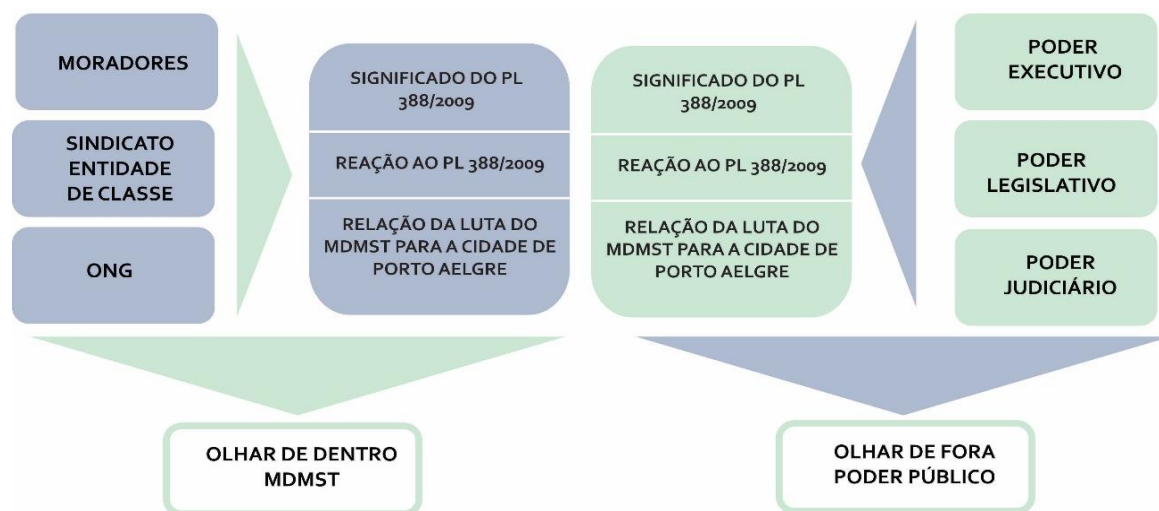 MORADORES
SINDICATO
ENTIDADE
DE CLASSE
ONG
SIGNIFICADO DO PL
388/2009
REAÇÃO AO PL 388/2009
RELAÇÃO DA LUTA DO
MDMST PARA A CIDADE DE
PORTO AELGRE
SIGNIFICADO DO PL
388/2009
REAÇÃO AO PL 388/2009
RELAÇÃO DA LUTA DO
MDMST PARA A CIDADE DE
PORTO AELGRE
PODER
EXECUTIVO
PODER
LEGISLATIVO
PODER
JUDICIÁRIO
OLHAR DE DENTRO
MDMST
OLHAR DE FORA
PODER PÚBLICO